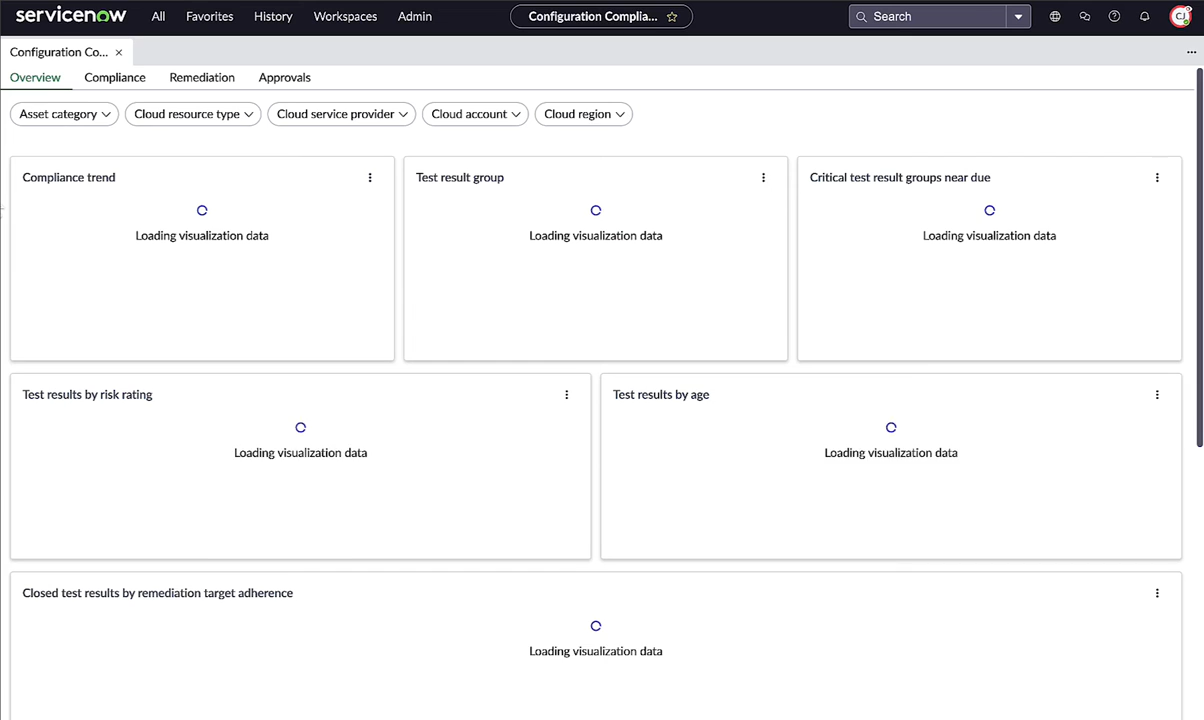 servicenow All Favorites History Workspaces Admin Configuration Complia... Search CJ
Configuration Co...
Overview Compliance Remediation Approvals
Asset category Cloud resource type Cloud service provider Cloud account Cloud region
Compliance trend Test result group Critical test result groups near due
Loading visualization data Loading visualization data Loading visualization data
Test results by risk rating Test results by age
Loading visualization data Loading visualization data
Closed test results by remediation target adherence
Loading visualization data